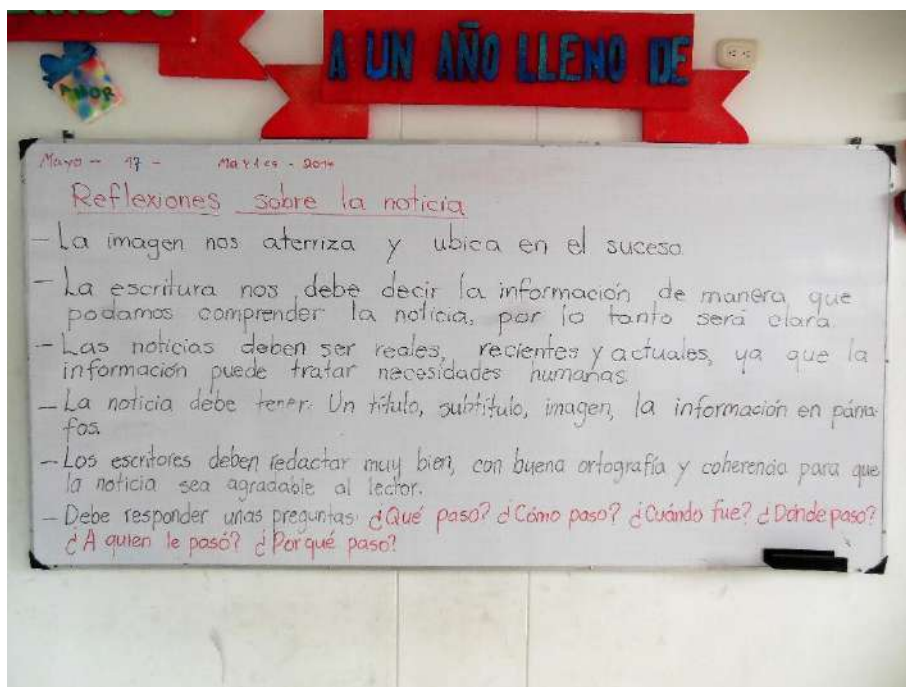 A UN AÑO LLENO DE
AMOR
Mayo - 17 - Martes - 2014
Reflexiones sobre la noticia
- La imagen nos aterriza y ubica en el suceso.
- La escritura nos debe decir la información de manera que
podamos comprender la noticia, por lo tanto será clara.
- Las noticias deben ser reales, recientes y actuales, ya que la
información puede tratar necesidades humanas.
- La noticia debe tener: Un título, subtítulo, imagen, la información en párra-
fos.
- Los escritores deben redactar muy bien, con buena ortografía y coherencia para que
la noticia sea agradable al lector.
- Debe responder unas preguntas: ¿Qué paso? ¿Cómo paso? ¿Cuándo fue? ¿Dónde paso?
¿A quien le pasó? ¿Por qué paso?